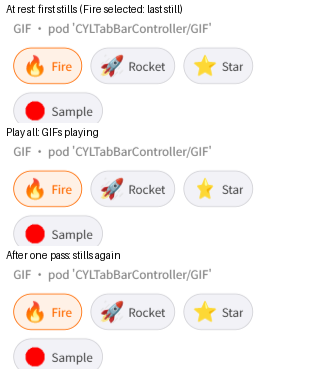 At rest first stills (Fire selected: last still)
GIF • pod 'CYLTabBarController/GIF'
Fire
Rocket
Star
Sample
Play all: GIFs playing
GIF • pod 'CYLTabBarController/GIF'
Fire
Rocket
Star
Sample
After one pass: stills again
GIF • pod 'CYLTabBarController/GIF'
Fire
Rocket
Star
Sample